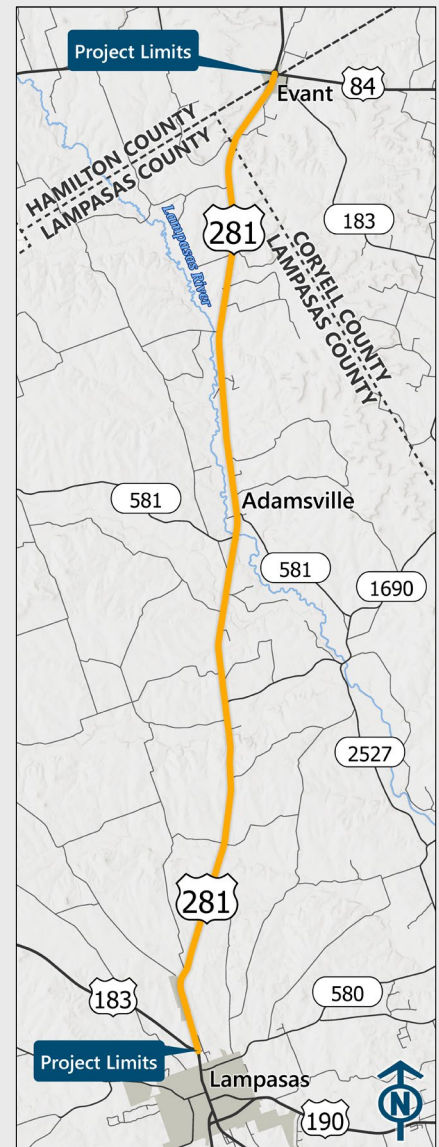 Project Limits
84
Evant
HAMILTON COUNTY
LAMPASAS COUNTY
183
281
Lampasas River
CORYELL COUNTY
LAMPASAS COUNTY
581
Adamsville
581
1690
2527
281
183
580
Project Limits
Lampasas
190
N